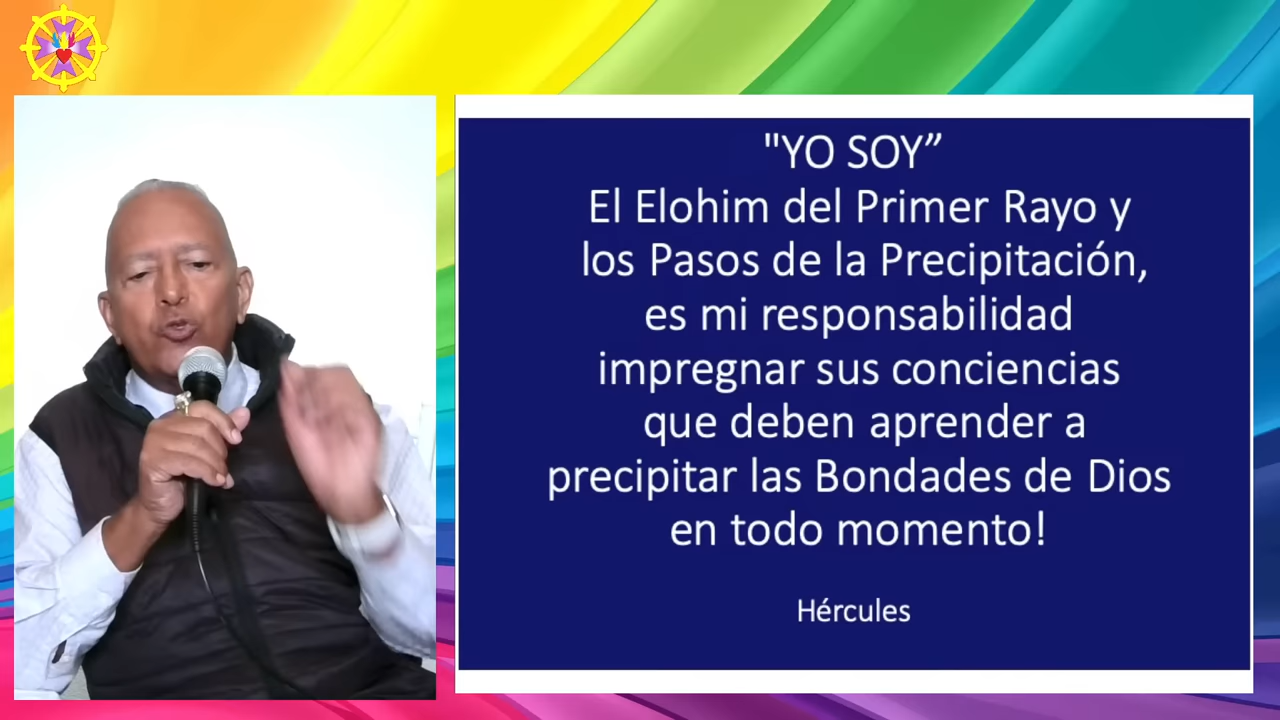 "YO SOY”
El Elohim del Primer Rayo y
los Pasos de la Precipitación,
es mi responsabilidad
impregnar sus conciencias
que deben aprender a
precipitar las Bondades de Dios
en todo momento!
Hércules